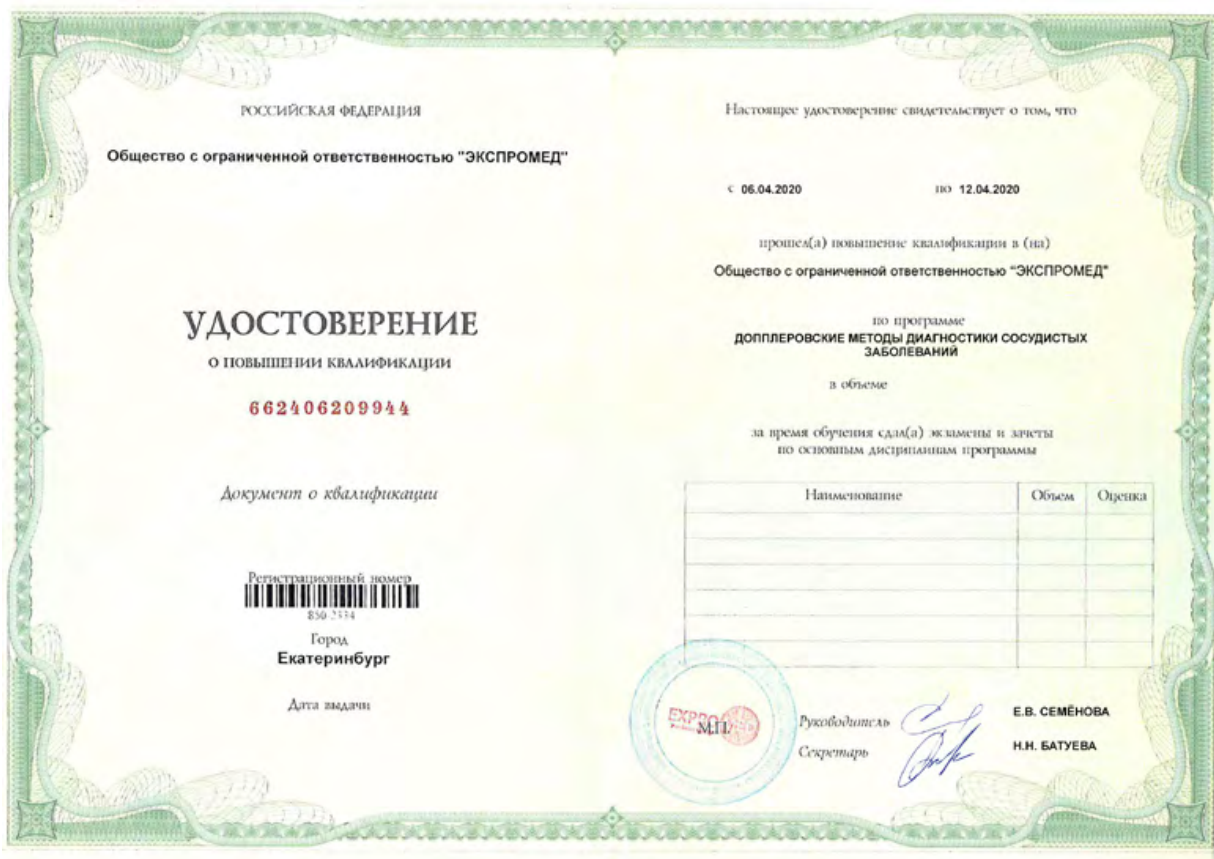 РОССИЙСКАЯ ФЕДЕРАЦИЯ
Общество с ограниченной ответственностью "ЭКСПРОМЕД"
УДОСТОВЕРЕНИЕ
О ПОВЫШЕНИИ КВАЛИФИКАЦИИ
662406209944
Документ о квалификации
Регистрационный номер
850-2334
Город
Екатеринбург
Дата выдачи
Настоящее удостоверение свидетельствует о том, что
с 06.04.2020 по 12.04.2020
прошел(а) повышение квалификации в (на)
Общество с ограниченной ответственностью "ЭКСПРОМЕД"
по программе
ДОППЛЕРОВСКИЕ МЕТОДЫ ДИАГНОСТИКИ СОСУДИСТЫХ
ЗАБОЛЕВАНИЙ
в объеме
за время обучения сдал(а) экзамены и зачеты
по основным дисциплинам программы
Наименование Объем Оценка
М.П.
Руководитель Е.В. СЕМЁНОВА
Секретарь Н.Н. БАТУЕВА